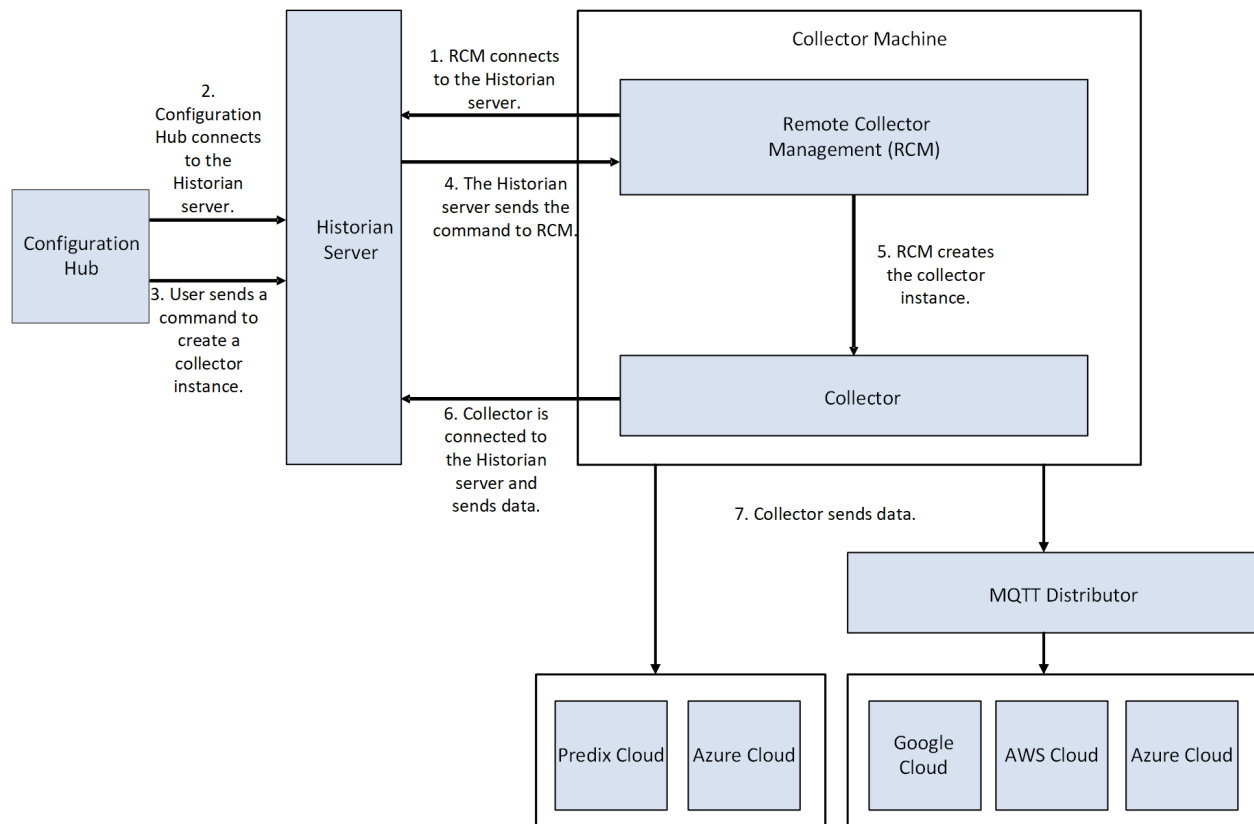 Collector Machine
1. RCM connects
to the Historian
server.
2.
Configuration
Hub connects
to the
Historian
server.
Remote Collector
Management (RCM)
4. The Historian
server sends the
command to RCM.
Configuration
Hub
Historian
Server
3. User sends a
command to
create a
collector
instance.
5. RCM creates
the collector
instance.
Collector
6. Collector is
connected to
the Historian
server and
sends data.
7. Collector sends data.
MQTT Distributor
Predix Cloud
Azure Cloud
Google
Cloud
AWS Cloud
Azure Cloud